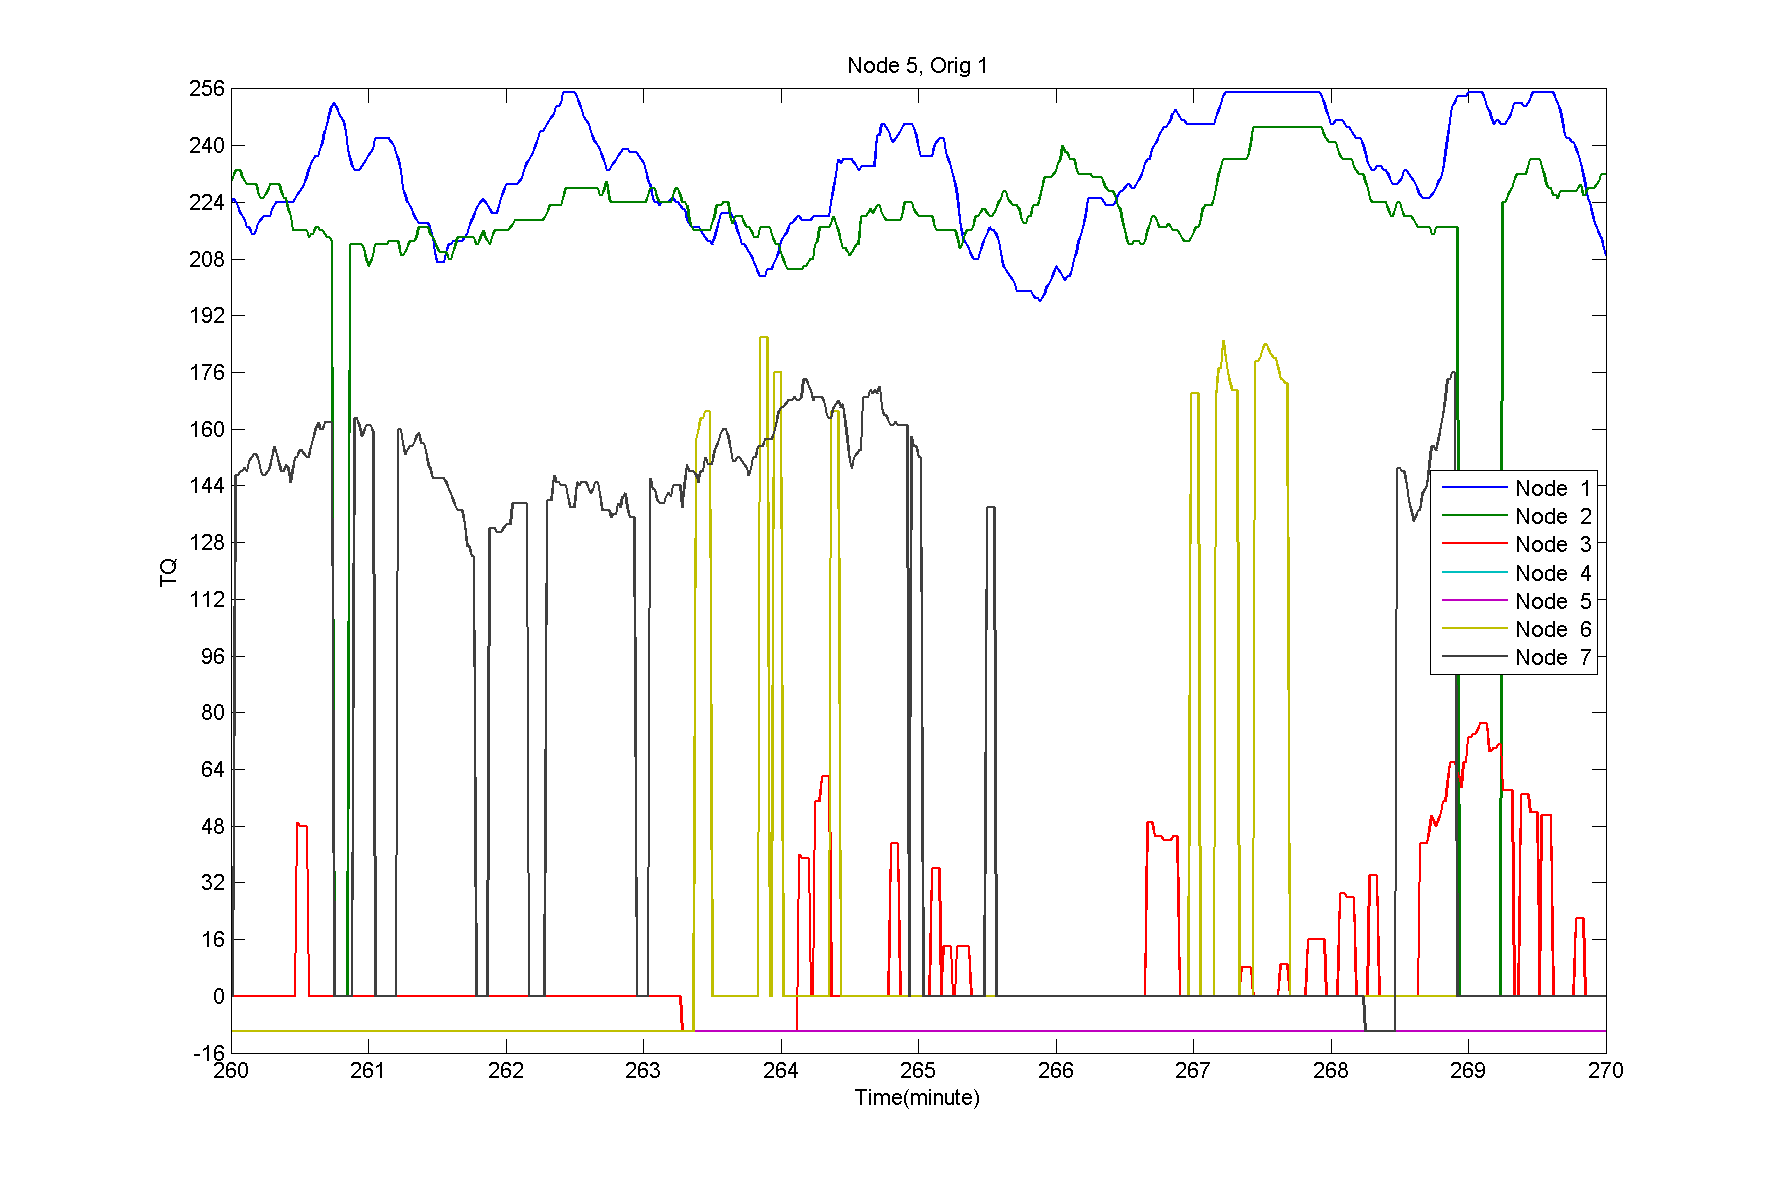 Node 5, Orig 1
256
240
224
208
192
176
160
144
128
112
96
80
64
48
32
16
0
-16
TQ
Node 1
Node 2
Node 3
Node 4
Node 5
Node 6
Node 7
260 261 262 263 264 265 266 267 268 269 270
Time(minute)